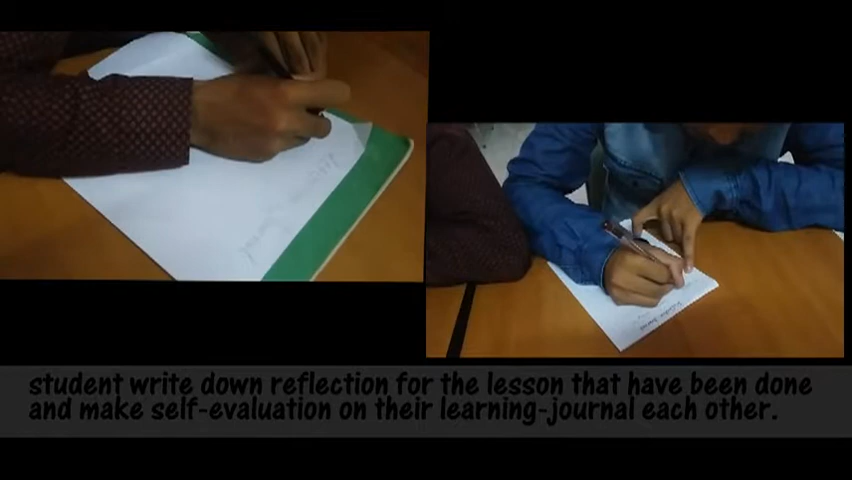 student write down reflection for the lesson that have been done
and make self-evaluation on their learning-journal each other.